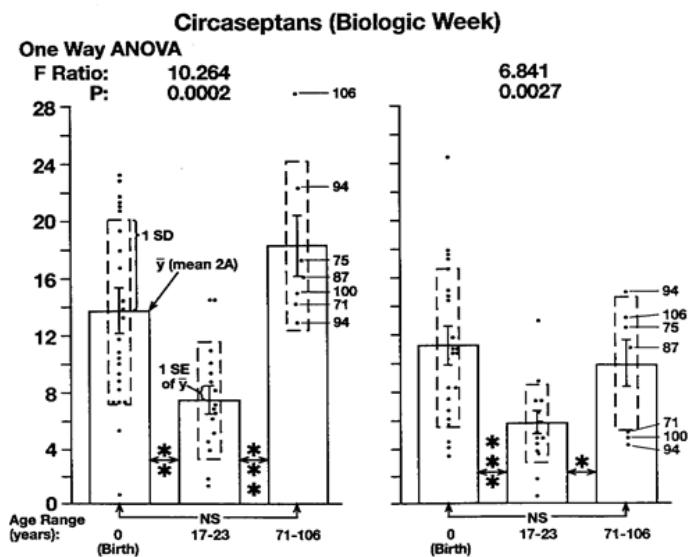 Circaseptans (Biologic Week)
One Way ANOVA
F Ratio: 10.264 6.841
P: 0.0002 0.0027
28
24
20
16
12
8
4
0
106
94
75
87
100
71
94
1 SD
y̅ (mean 2A)
1 SE
of y̅
**
***
94
106
75
87
71
100
94
***
*
NS NS
Age Range
(years): 0 17-23 71-106 0 17-23 71-106
(Birth) (Birth)